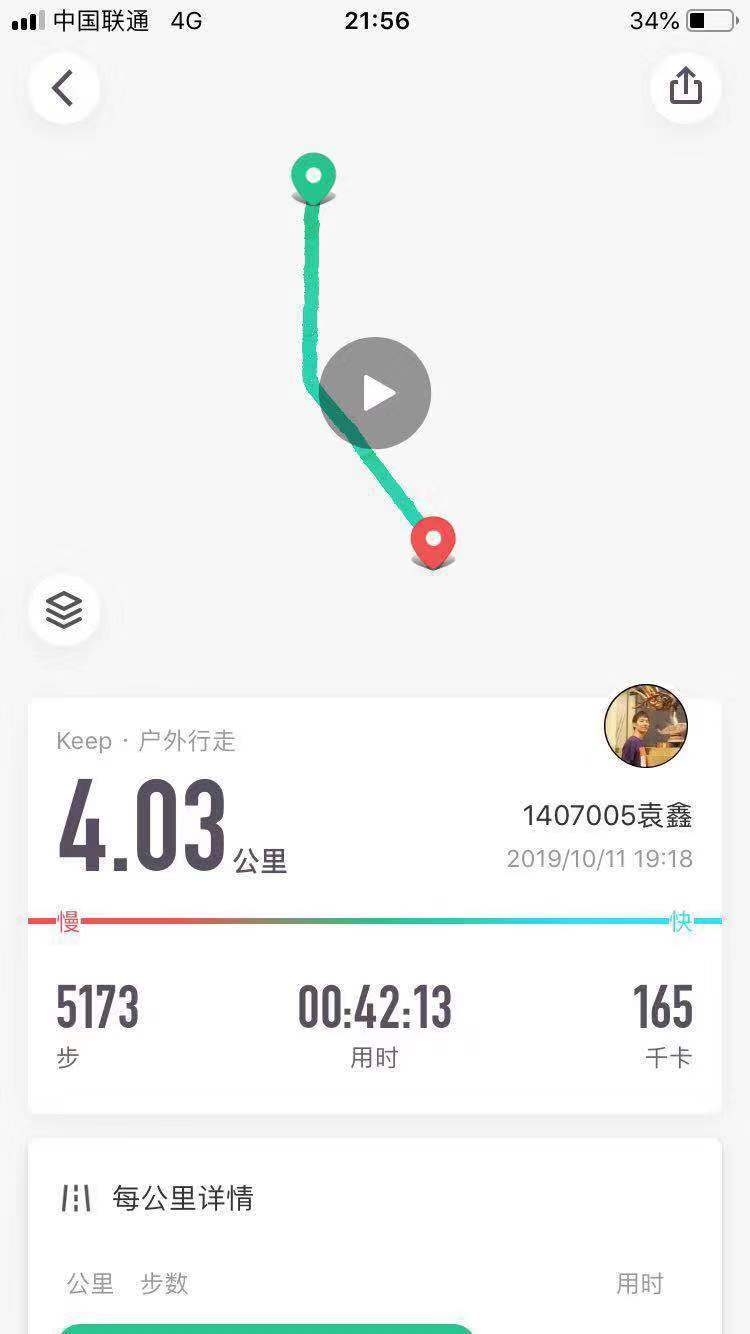 中国联通 4G 21:56 34%
Keep · 户外行走
4.03 公里
1407005袁鑫
2019/10/11 19:18
慢 快
5173 00:42:13 165
步 用时 千卡
每公里详情
公里 步数 用时